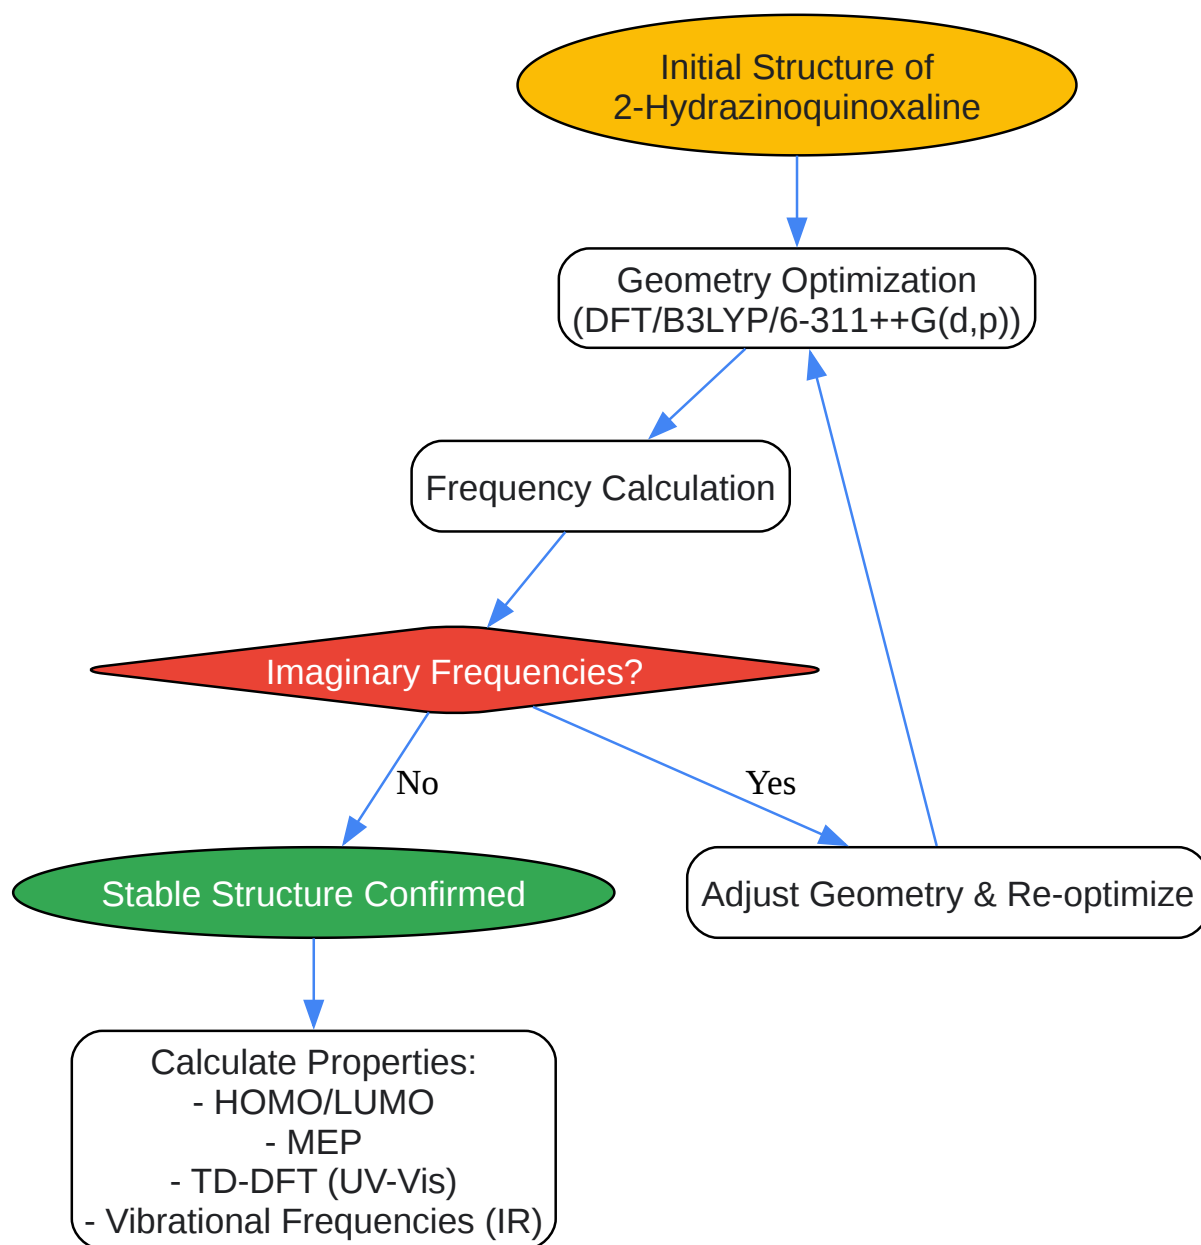 Initial Structure of
2-Hydrazinoquinoxaline
Geometry Optimization
(DFT/B3LYP/6-311++G(d,p))
Frequency Calculation
Imaginary Frequencies?
No
Yes
Stable Structure Confirmed
Adjust Geometry & Re-optimize
Calculate Properties:
- HOMO/LUMO
- MEP
- TD-DFT (UV-Vis)
- Vibrational Frequencies (IR)